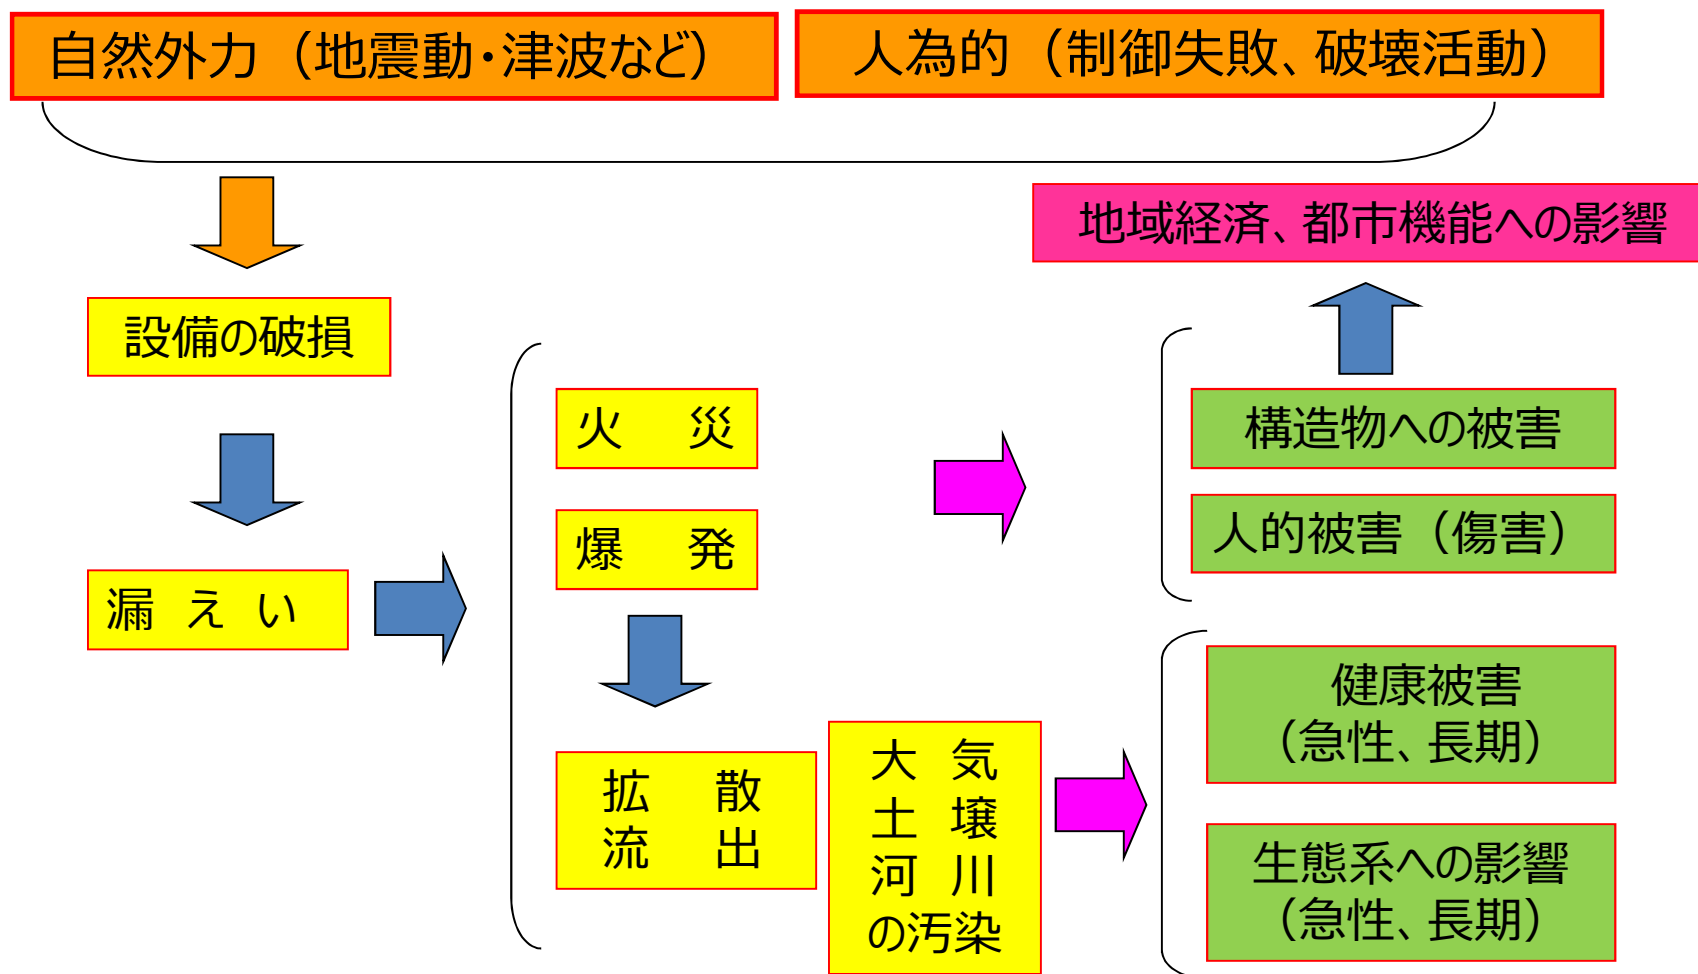 自然外力（地震動・津波など）
人為的（制御失敗、破壊活動）
地域経済、都市機能への影響
設備の破損
漏 え い
火 災
爆 発
拡 散
流 出
大 気
土 壌
河 川
の汚染
構造物への被害
人的被害（傷害）
健康被害
（急性、長期）
生態系への影響
（急性、長期）